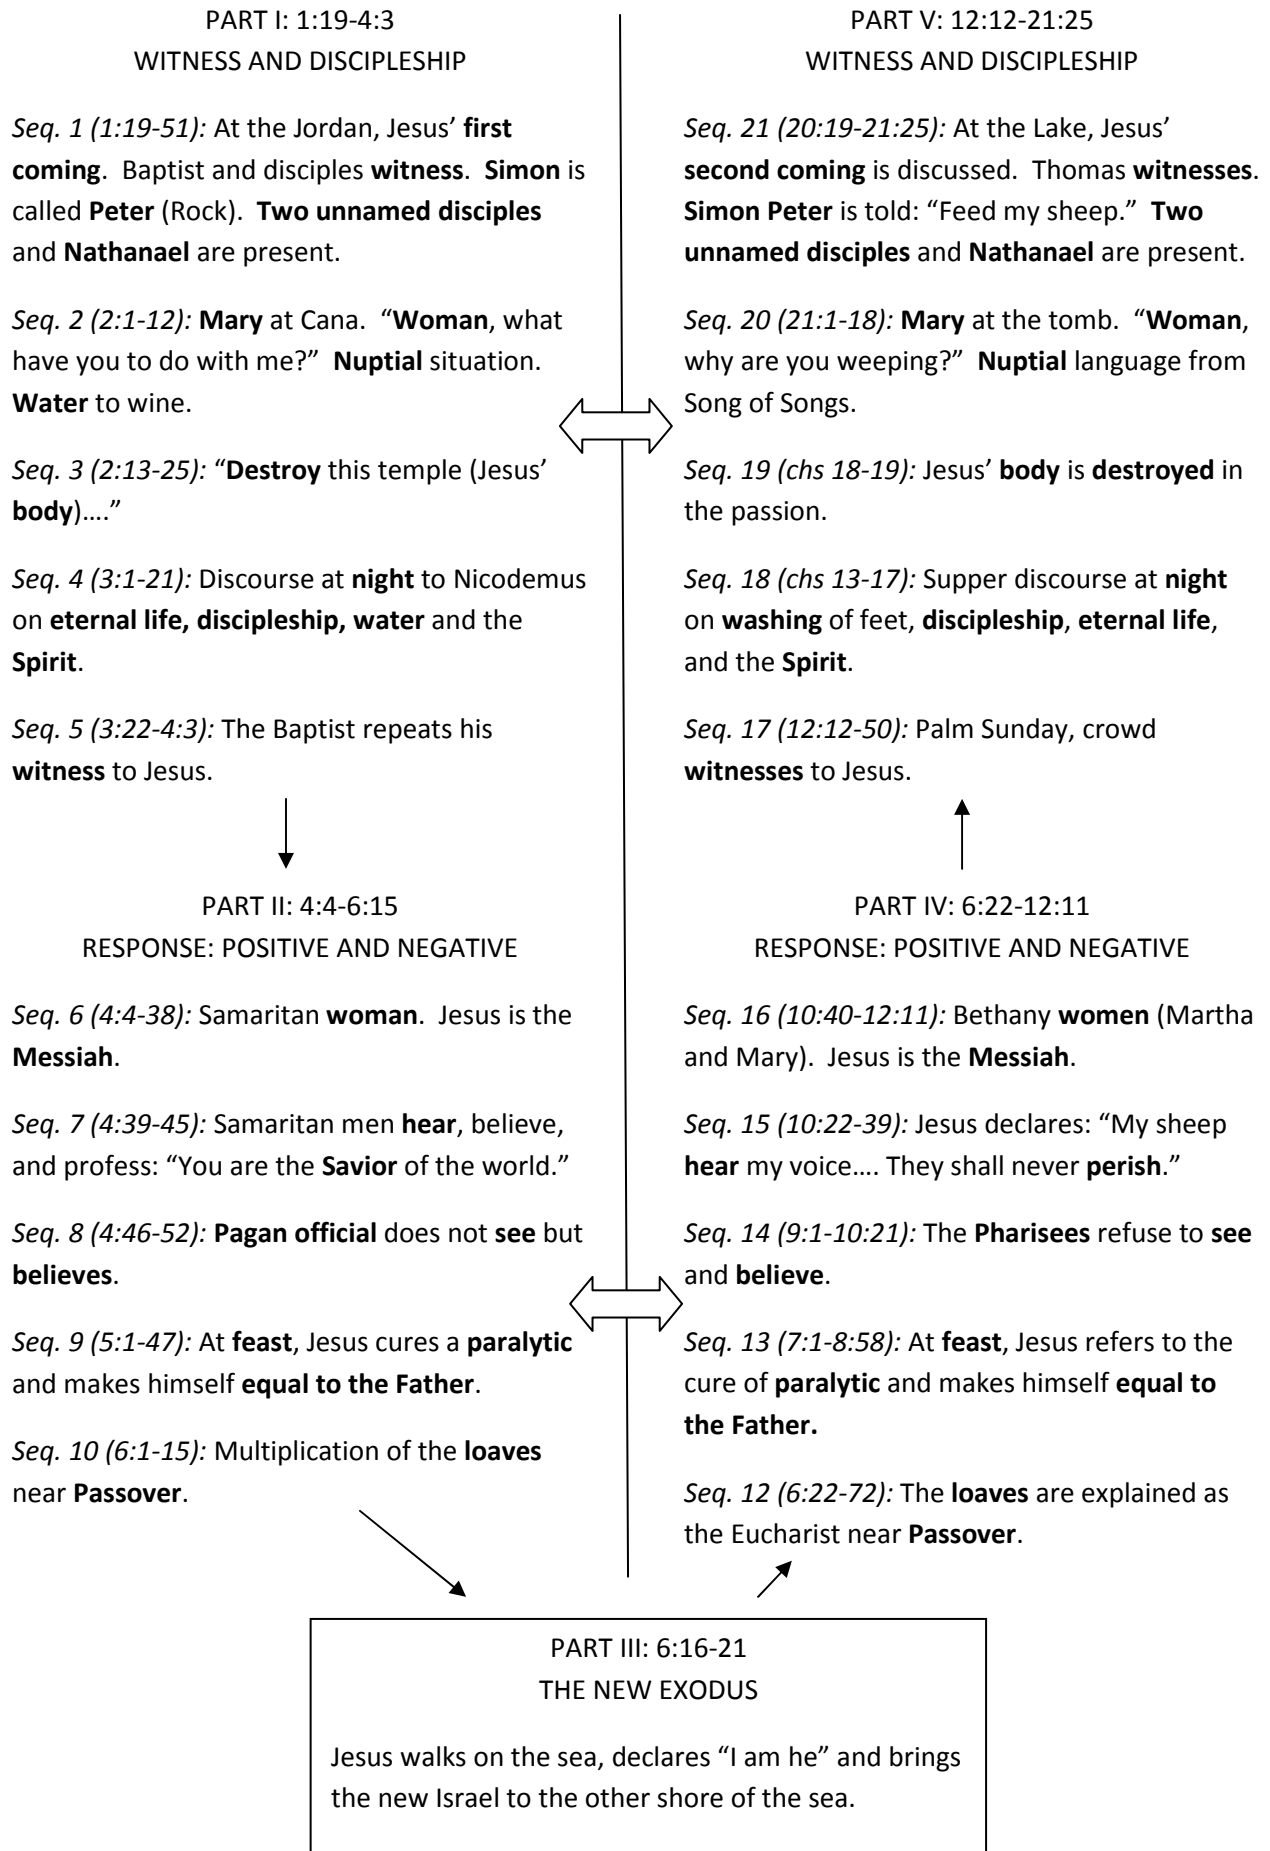 PART I: 1:19-4:3
WITNESS AND DISCIPLESHIP
Seq. 1 (1:19-51): At the Jordan, Jesus’ first
coming.  Baptist and disciples witness.  Simon is
called Peter (Rock).  Two unnamed disciples
and Nathanael are present.
Seq. 2 (2:1-12): Mary at Cana.  “Woman, what
have you to do with me?”  Nuptial situation.
Water to wine.
Seq. 3 (2:13-25): “Destroy this temple (Jesus’
body)….”
Seq. 4 (3:1-21): Discourse at night to Nicodemus
on eternal life, discipleship, water and the
Spirit.
Seq. 5 (3:22-4:3): The Baptist repeats his
witness to Jesus.
PART II: 4:4-6:15
RESPONSE: POSITIVE AND NEGATIVE
Seq. 6 (4:4-38): Samaritan woman.  Jesus is the
Messiah.
Seq. 7 (4:39-45): Samaritan men hear, believe,
and profess: “You are the Savior of the world.”
Seq. 8 (4:46-52): Pagan official does not see but
believes.
Seq. 9 (5:1-47): At feast, Jesus cures a paralytic
and makes himself equal to the Father.
Seq. 10 (6:1-15): Multiplication of the loaves
near Passover.
PART III: 6:16-21
THE NEW EXODUS
Jesus walks on the sea, declares “I am he” and brings
the new Israel to the other shore of the sea.
PART V: 12:12-21:25
WITNESS AND DISCIPLESHIP
Seq. 21 (20:19-21:25): At the Lake, Jesus’
second coming is discussed.  Thomas witnesses.
Simon Peter is told: “Feed my sheep.”  Two
unnamed disciples and Nathanael are present.
Seq. 20 (21:1-18): Mary at the tomb.  “Woman,
why are you weeping?”  Nuptial language from
Song of Songs.
Seq. 19 (chs 18-19): Jesus’ body is destroyed in
the passion.
Seq. 18 (chs 13-17): Supper discourse at night
on washing of feet, discipleship, eternal life,
and the Spirit.
Seq. 17 (12:12-50): Palm Sunday, crowd
witnesses to Jesus.
PART IV: 6:22-12:11
RESPONSE: POSITIVE AND NEGATIVE
Seq. 16 (10:40-12:11): Bethany women (Martha
and Mary).  Jesus is the Messiah.
Seq. 15 (10:22-39): Jesus declares: “My sheep
hear my voice…. They shall never perish.”
Seq. 14 (9:1-10:21): The Pharisees refuse to see
and believe.
Seq. 13 (7:1-8:58): At feast, Jesus refers to the
cure of paralytic and makes himself equal to
the Father.
Seq. 12 (6:22-72): The loaves are explained as
the Eucharist near Passover.